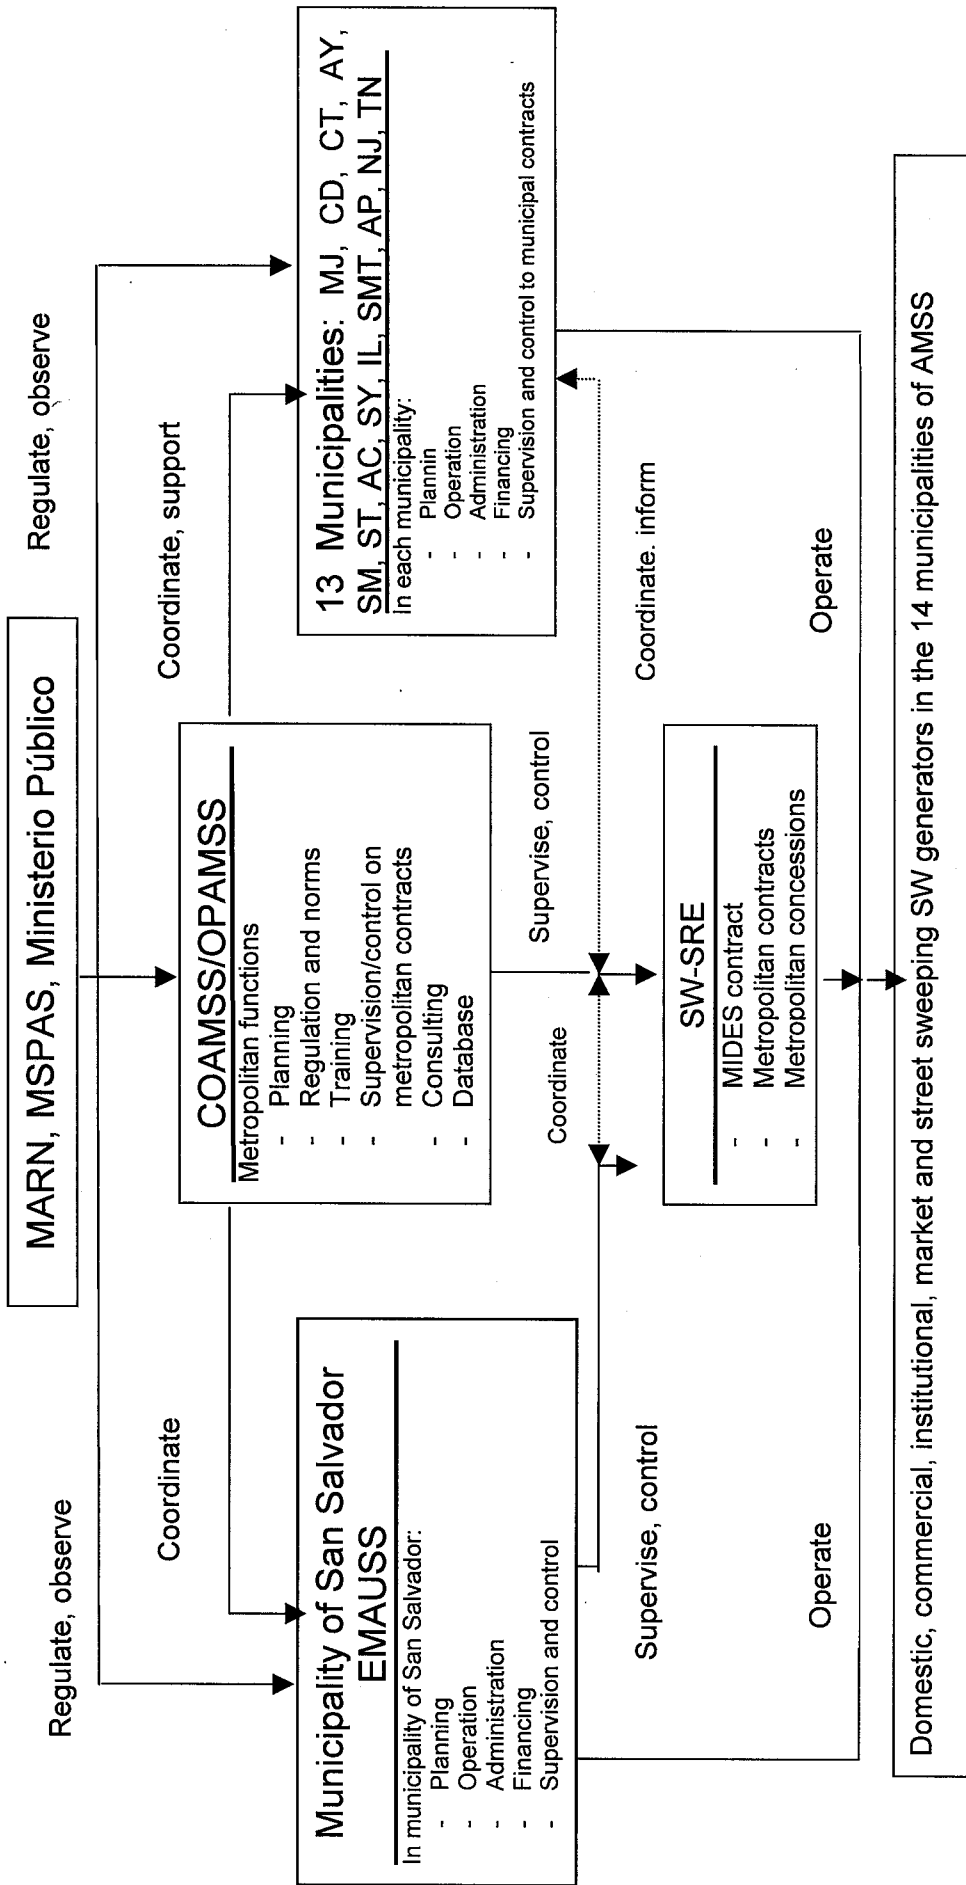 MARN, MSPAS, Ministerio Público
Regulate, observe
Regulate, observe
Coordinate
Coordinate, support
COAMSS/OPAMSS
Metropolitan functions
- Planning
- Regulation and norms
- Training
- Supervision/control on
metropolitan contracts
- Consulting
- Database
Municipality of San Salvador
EMAUSS
In municipality of San Salvador:
- Planning
- Operation
- Administration
- Financing
- Supervision and control
13 Municipalities: MJ, CD, CT, AY,
SM, ST, AC, SY, IL, SMT, AP, NJ, TN
In each municipality:
- Plannin
- Operation
- Administration
- Financing
- Supervision and control to municipal contracts
Supervise, control
Coordinate
Coordinate. inform
Supervise, control
SW-SRE
- MIDES contract
- Metropolitan contracts
- Metropolitan concessions
Operate
Operate
Domestic, commercial, institutional, market and street sweeping SW generators in the 14 municipalities of AMSS